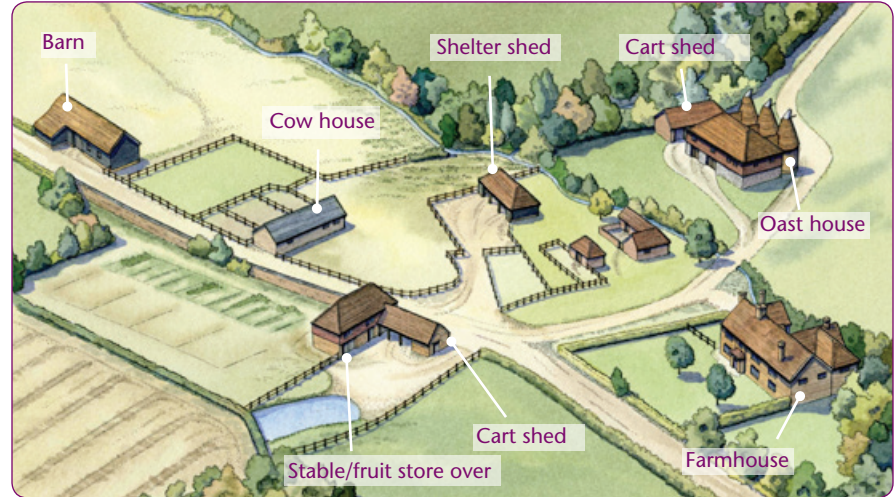 Barn
Shelter shed
Cart shed
Cow house
Oast house
Cart shed
Stable/fruit store over
Farmhouse